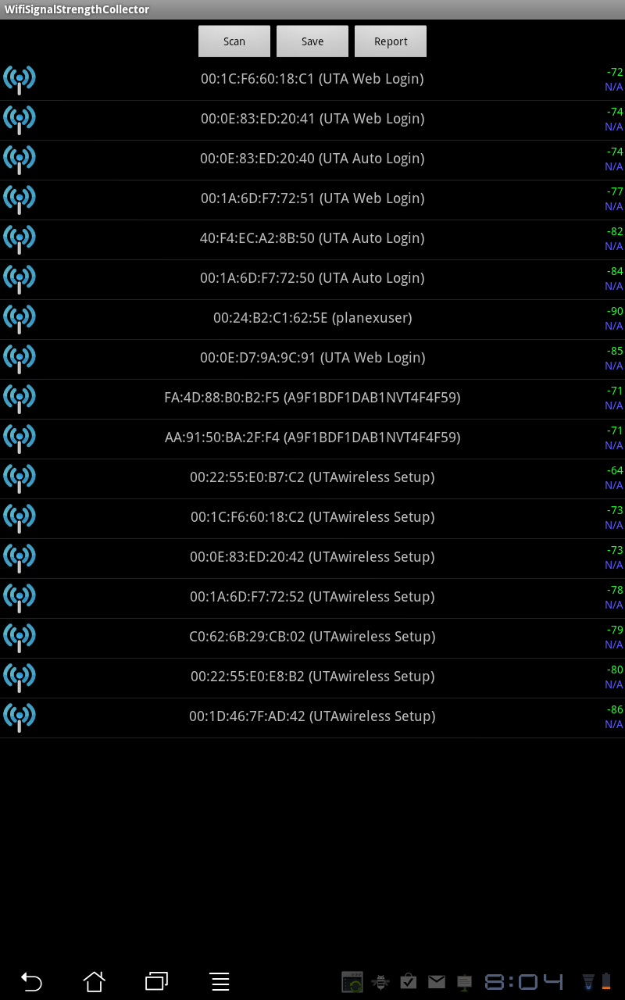 WifiSignalStrengthCollector
Scan Save Report
00:1C:F6:60:18:C1 (UTA Web Login) -72
N/A
00:0E:83:ED:20:41 (UTA Web Login) -74
N/A
00:0E:83:ED:20:40 (UTA Auto Login) -74
N/A
00:1A:6D:F7:72:51 (UTA Web Login) -77
N/A
40:F4:EC:A2:8B:50 (UTA Auto Login) -82
N/A
00:1A:6D:F7:72:50 (UTA Auto Login) -84
N/A
00:24:B2:C1:62:5E (planexuser) -90
N/A
00:0E:D7:9A:9C:91 (UTA Web Login) -85
N/A
FA:4D:88:B0:B2:F5 (A9F1BDF1DAB1NVT4F4F59) -71
N/A
AA:91:50:BA:2F:F4 (A9F1BDF1DAB1NVT4F4F59) -71
N/A
00:22:55:E0:B7:C2 (UTAwireless Setup) -64
N/A
00:1C:F6:60:18:C2 (UTAwireless Setup) -73
N/A
00:0E:83:ED:20:42 (UTAwireless Setup) -73
N/A
00:1A:6D:F7:72:52 (UTAwireless Setup) -78
N/A
C0:62:6B:29:CB:02 (UTAwireless Setup) -79
N/A
00:22:55:E0:E8:B2 (UTAwireless Setup) -80
N/A
00:1D:46:7F:AD:42 (UTAwireless Setup) -86
N/A
8:04